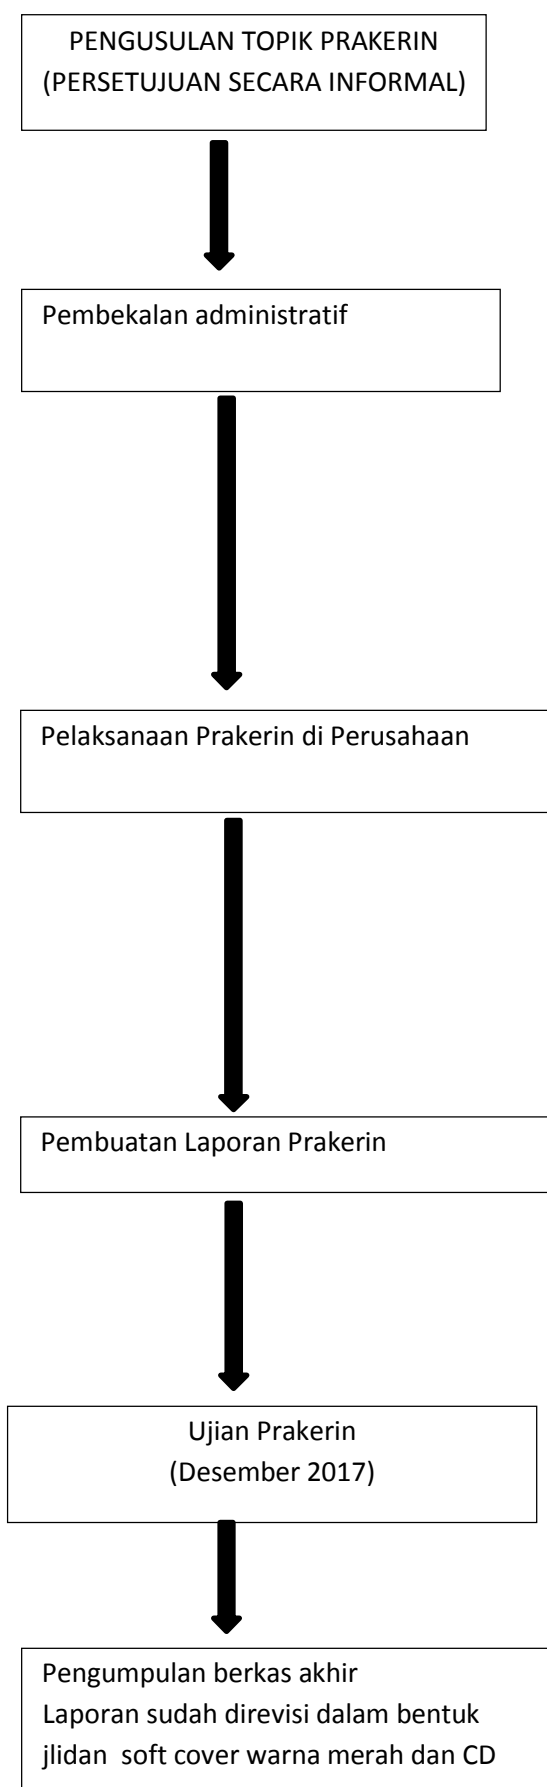 PENGUSULAN TOPIK PRAKERIN
(PERSETUJUAN SECARA INFORMAL)
Pembekalan administratif
Pelaksanaan Prakerin di Perusahaan
Pembuatan Laporan Prakerin
Ujian Prakerin
(Desember 2017)
Pengumpulan berkas akhir
Laporan sudah direvisi dalam bentuk
jlidan  soft cover warna merah dan CD